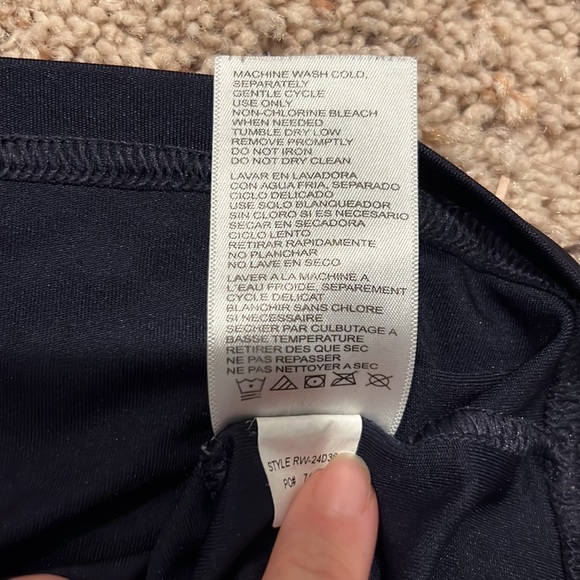 MACHINE WASH COLD,
SEPARATELY
GENTLE CYCLE
USE ONLY
NON-CHLORINE BLEACH
WHEN NEEDED
TUMBLE DRY LOW
REMOVE PROMPTLY
DO NOT IRON
DO NOT DRY CLEAN
LAVAR EN LAVADORA
CON AGUA FRIA, SEPARADO
CICLO DELICADO
USE SOLO BLANQUEADOR
SIN CLORO SI ES NECESARIO
SECAR EN SECADORA
CICLO LENTO
RETIRAR RAPIDAMENTE
NO PLANCHAR
NO LAVE EN SECO
LAVER A LA MACHINE A
L'EAU FROIDE, SEPAREMENT
CYCLE DELICAT
BLANCHIR SANS CHLORE
SI NECESSAIRE
SECHER PAR CULBUTAGE A
BASSE TEMPERATURE
RETIRER DES QUE SEC
NE PAS REPASSER
NE PAS NETTOYER A SEC
STYLE RW-24D
PO#